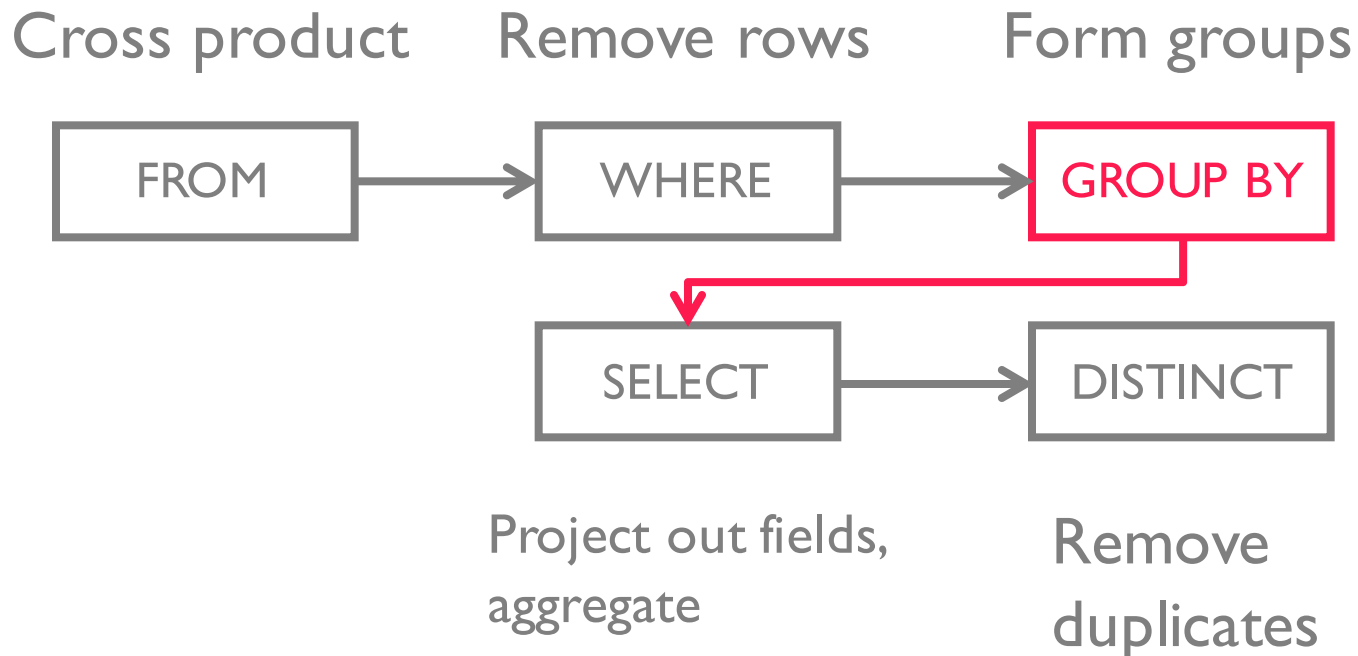 Cross product
Remove rows
Form groups
FROM
WHERE
GROUP BY
SELECT
DISTINCT
Project out fields,
aggregate
Remove
duplicates